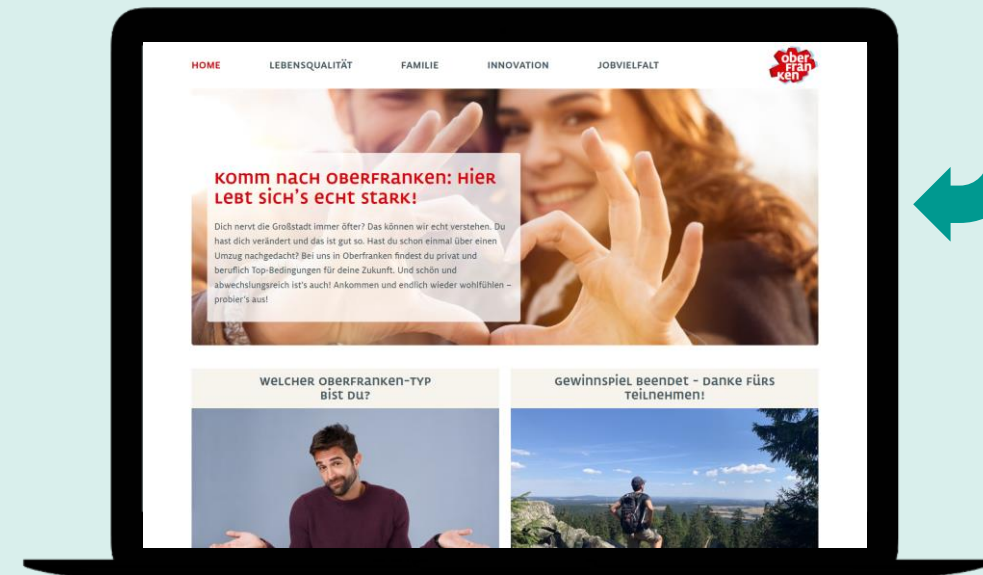 HOME LEBENSQUALITÄT FAMILIE INNOVATION JOBVIELFALT
ober
Fran
Ken
Komm nach Oberfranken: Hier
lebt sich's echt stark!
Dich nervt die Großstadt immer öfter? Das können wir echt verstehen. Du
hast dich verändert und das ist gut so. Hast du schon einmal über einen
Umzug nachgedacht? Bei uns in Oberfranken findest du privat und
beruflich Top-Bedingungen für deine Zukunft. Und schön und
abwechslungsreich ist's auch! Ankommen und endlich wieder wohlfühlen –
probier's aus!
Welcher Oberfranken-Typ
bist du?
Gewinnspiel beendet - Danke fürs
Teilnehmen!